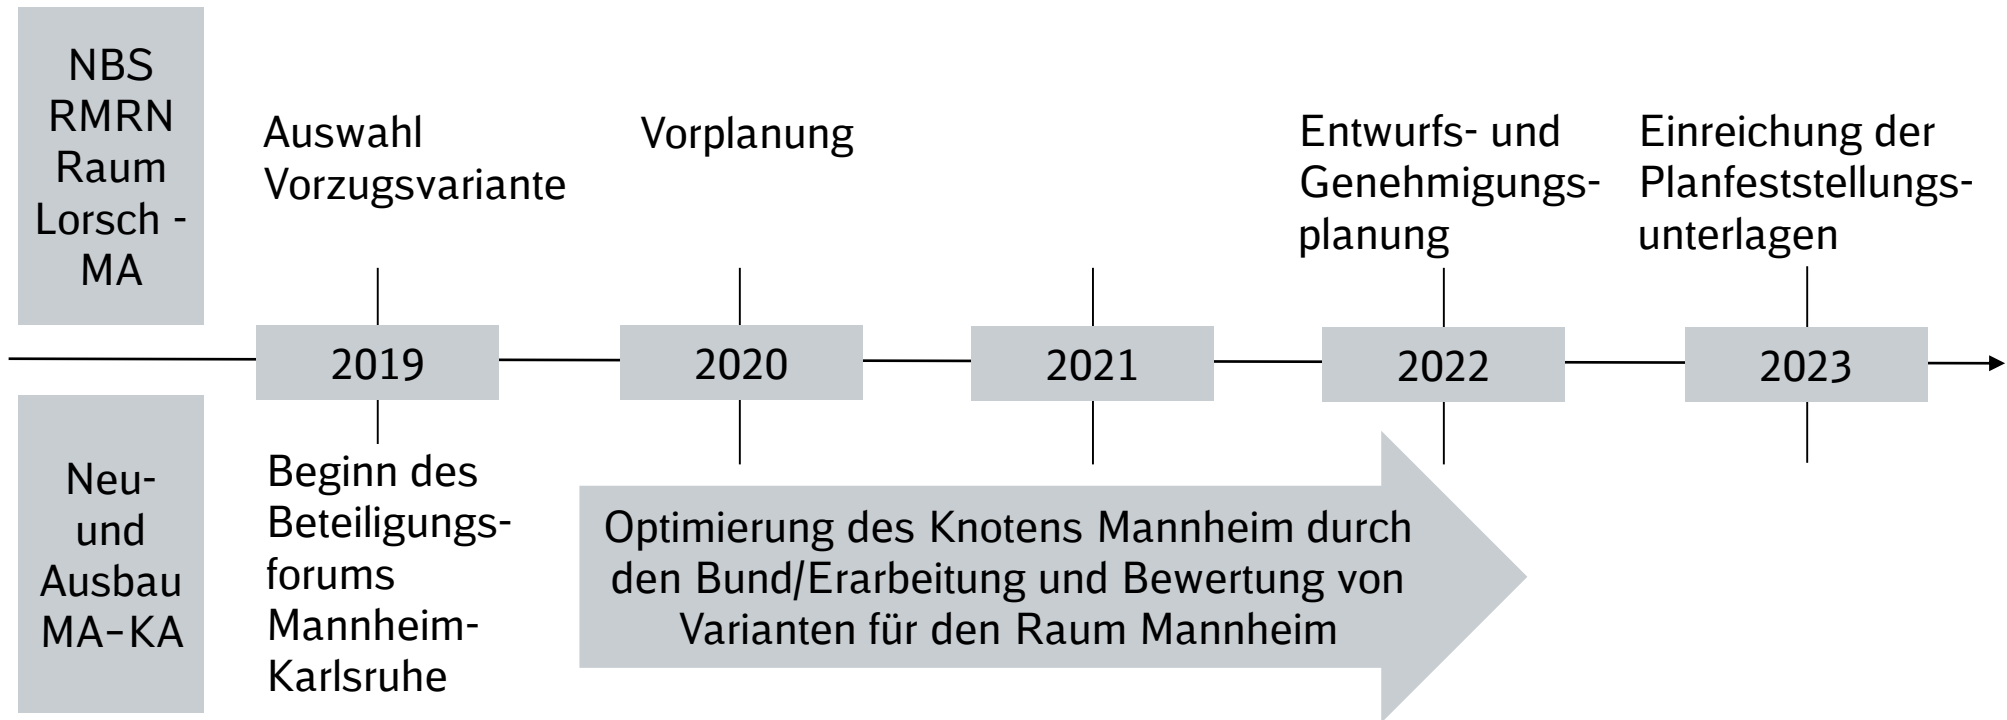 NBS
RMRN
Raum
Lorsch -
MA
Auswahl
Vorzugsvariante
Vorplanung
Entwurfs- und
Genehmigungs-
planung
Einreichung der
Planfeststellungs-
unterlagen
2019
2020
2021
2022
2023
Neu-
und
Ausbau
MA–KA
Beginn des
Beteiligungs-
forums
Mannheim-
Karlsruhe
Optimierung des Knotens Mannheim durch
den Bund/Erarbeitung und Bewertung von
Varianten für den Raum Mannheim